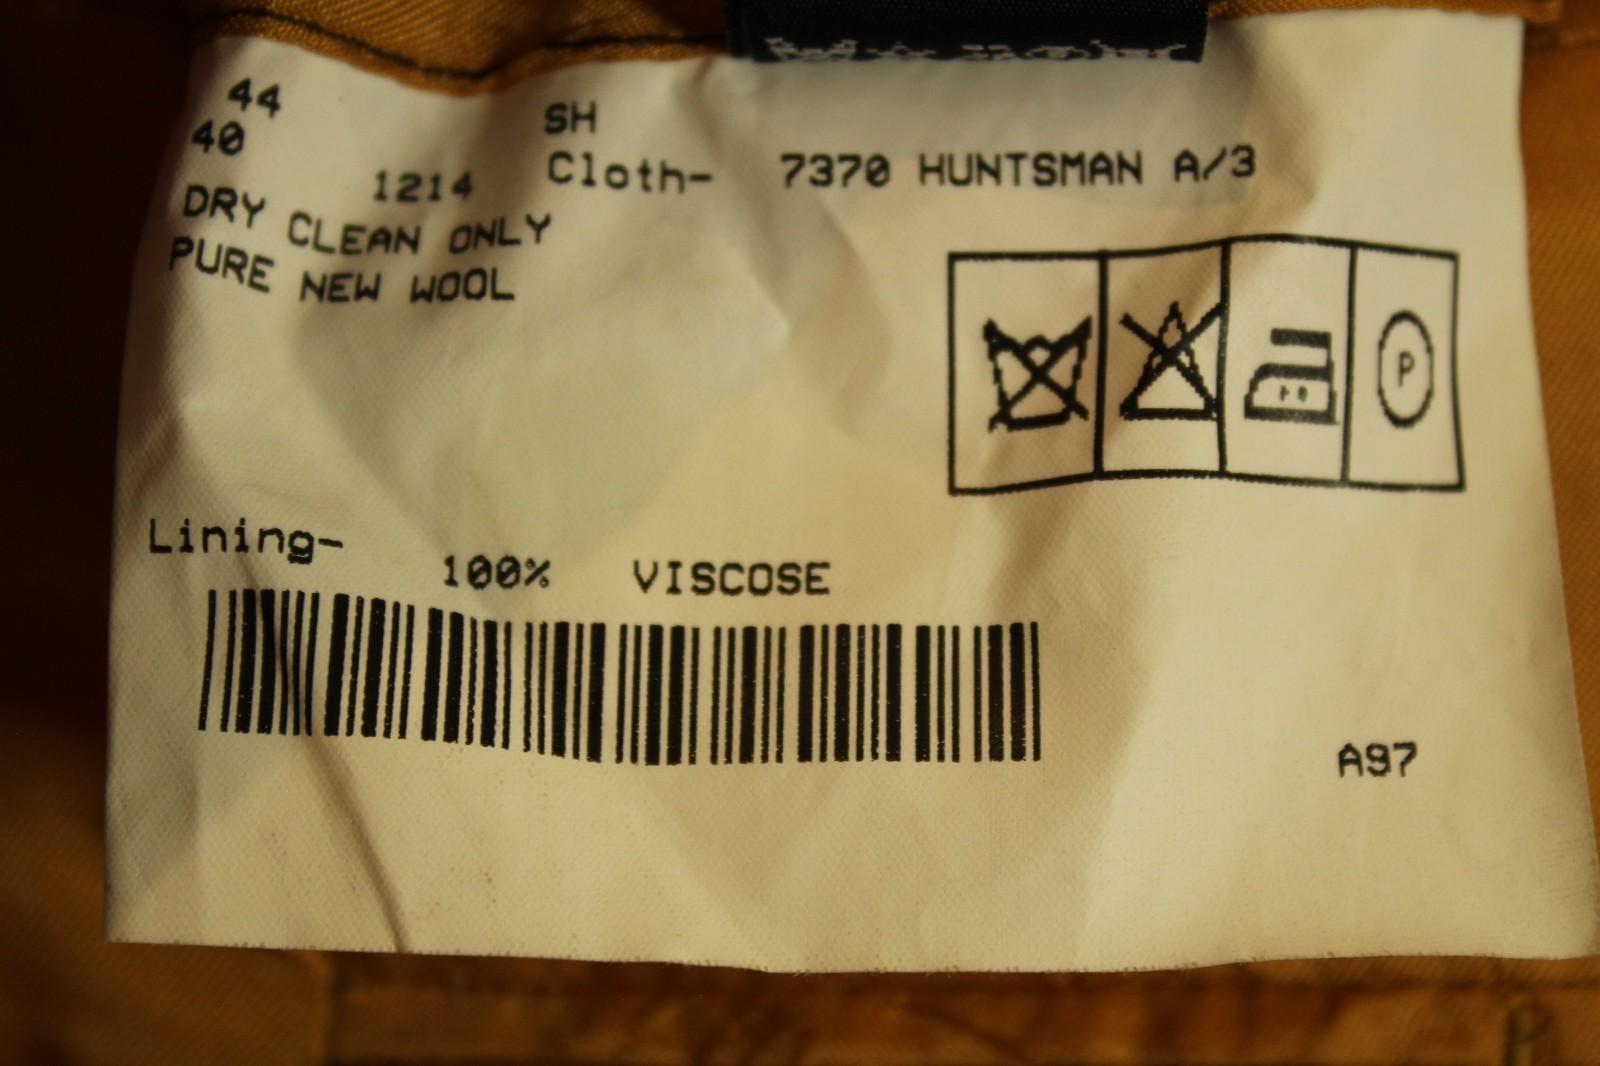 44 SH
40 Cloth- 7370 HUNTSMAN A/3
1214
DRY CLEAN ONLY
PURE NEW WOOL
P
Lining-
100% VISCOSE
A97